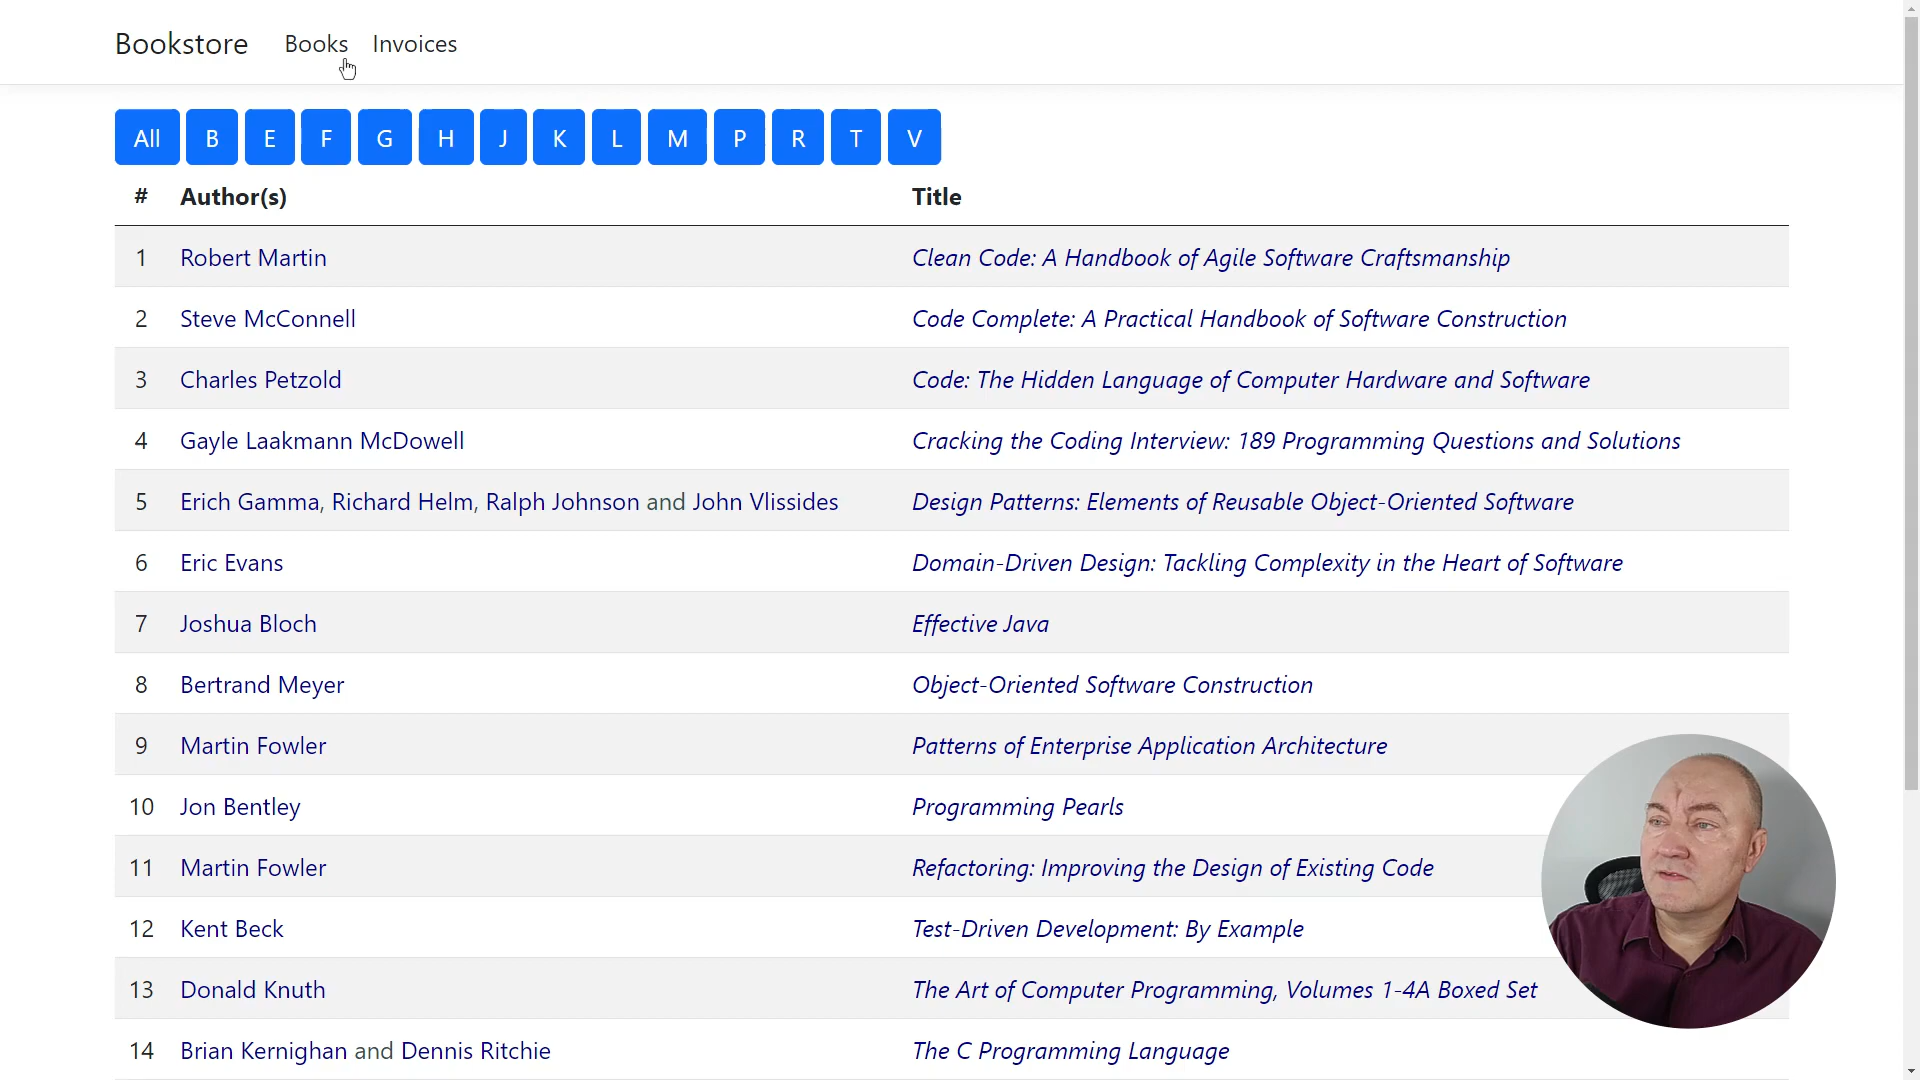 Bookstore Books Invoices
All B E F G H J K L M P R T V
# Author(s) Title
1 Robert Martin Clean Code: A Handbook of Agile Software Craftsmanship
2 Steve McConnell Code Complete: A Practical Handbook of Software Construction
3 Charles Petzold Code: The Hidden Language of Computer Hardware and Software
4 Gayle Laakmann McDowell Cracking the Coding Interview: 189 Programming Questions and Solutions
5 Erich Gamma, Richard Helm, Ralph Johnson and John Vlissides Design Patterns: Elements of Reusable Object-Oriented Software
6 Eric Evans Domain-Driven Design: Tackling Complexity in the Heart of Software
7 Joshua Bloch Effective Java
8 Bertrand Meyer Object-Oriented Software Construction
9 Martin Fowler Patterns of Enterprise Application Architecture
10 Jon Bentley Programming Pearls
11 Martin Fowler Refactoring: Improving the Design of Existing Code
12 Kent Beck Test-Driven Development: By Example
13 Donald Knuth The Art of Computer Programming, Volumes 1-4A Boxed Set
14 Brian Kernighan and Dennis Ritchie The C Programming Language